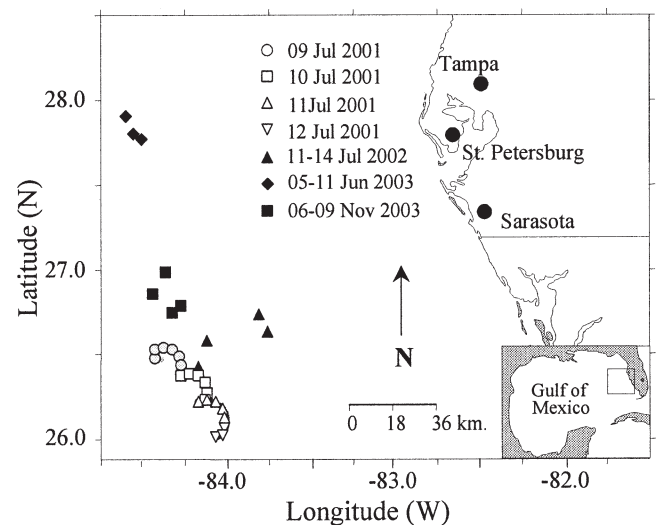 09 Jul 2001
10 Jul 2001
11Jul 2001
12 Jul 2001
11-14 Jul 2002
05-11 Jun 2003
06-09 Nov 2003
Tampa
St. Petersburg
Sarasota
28.0
27.0
26.0
Latitude (N)
N
0 18 36 km.
Gulf of
Mexico
-84.0 -83.0 -82.0
Longitude (W)